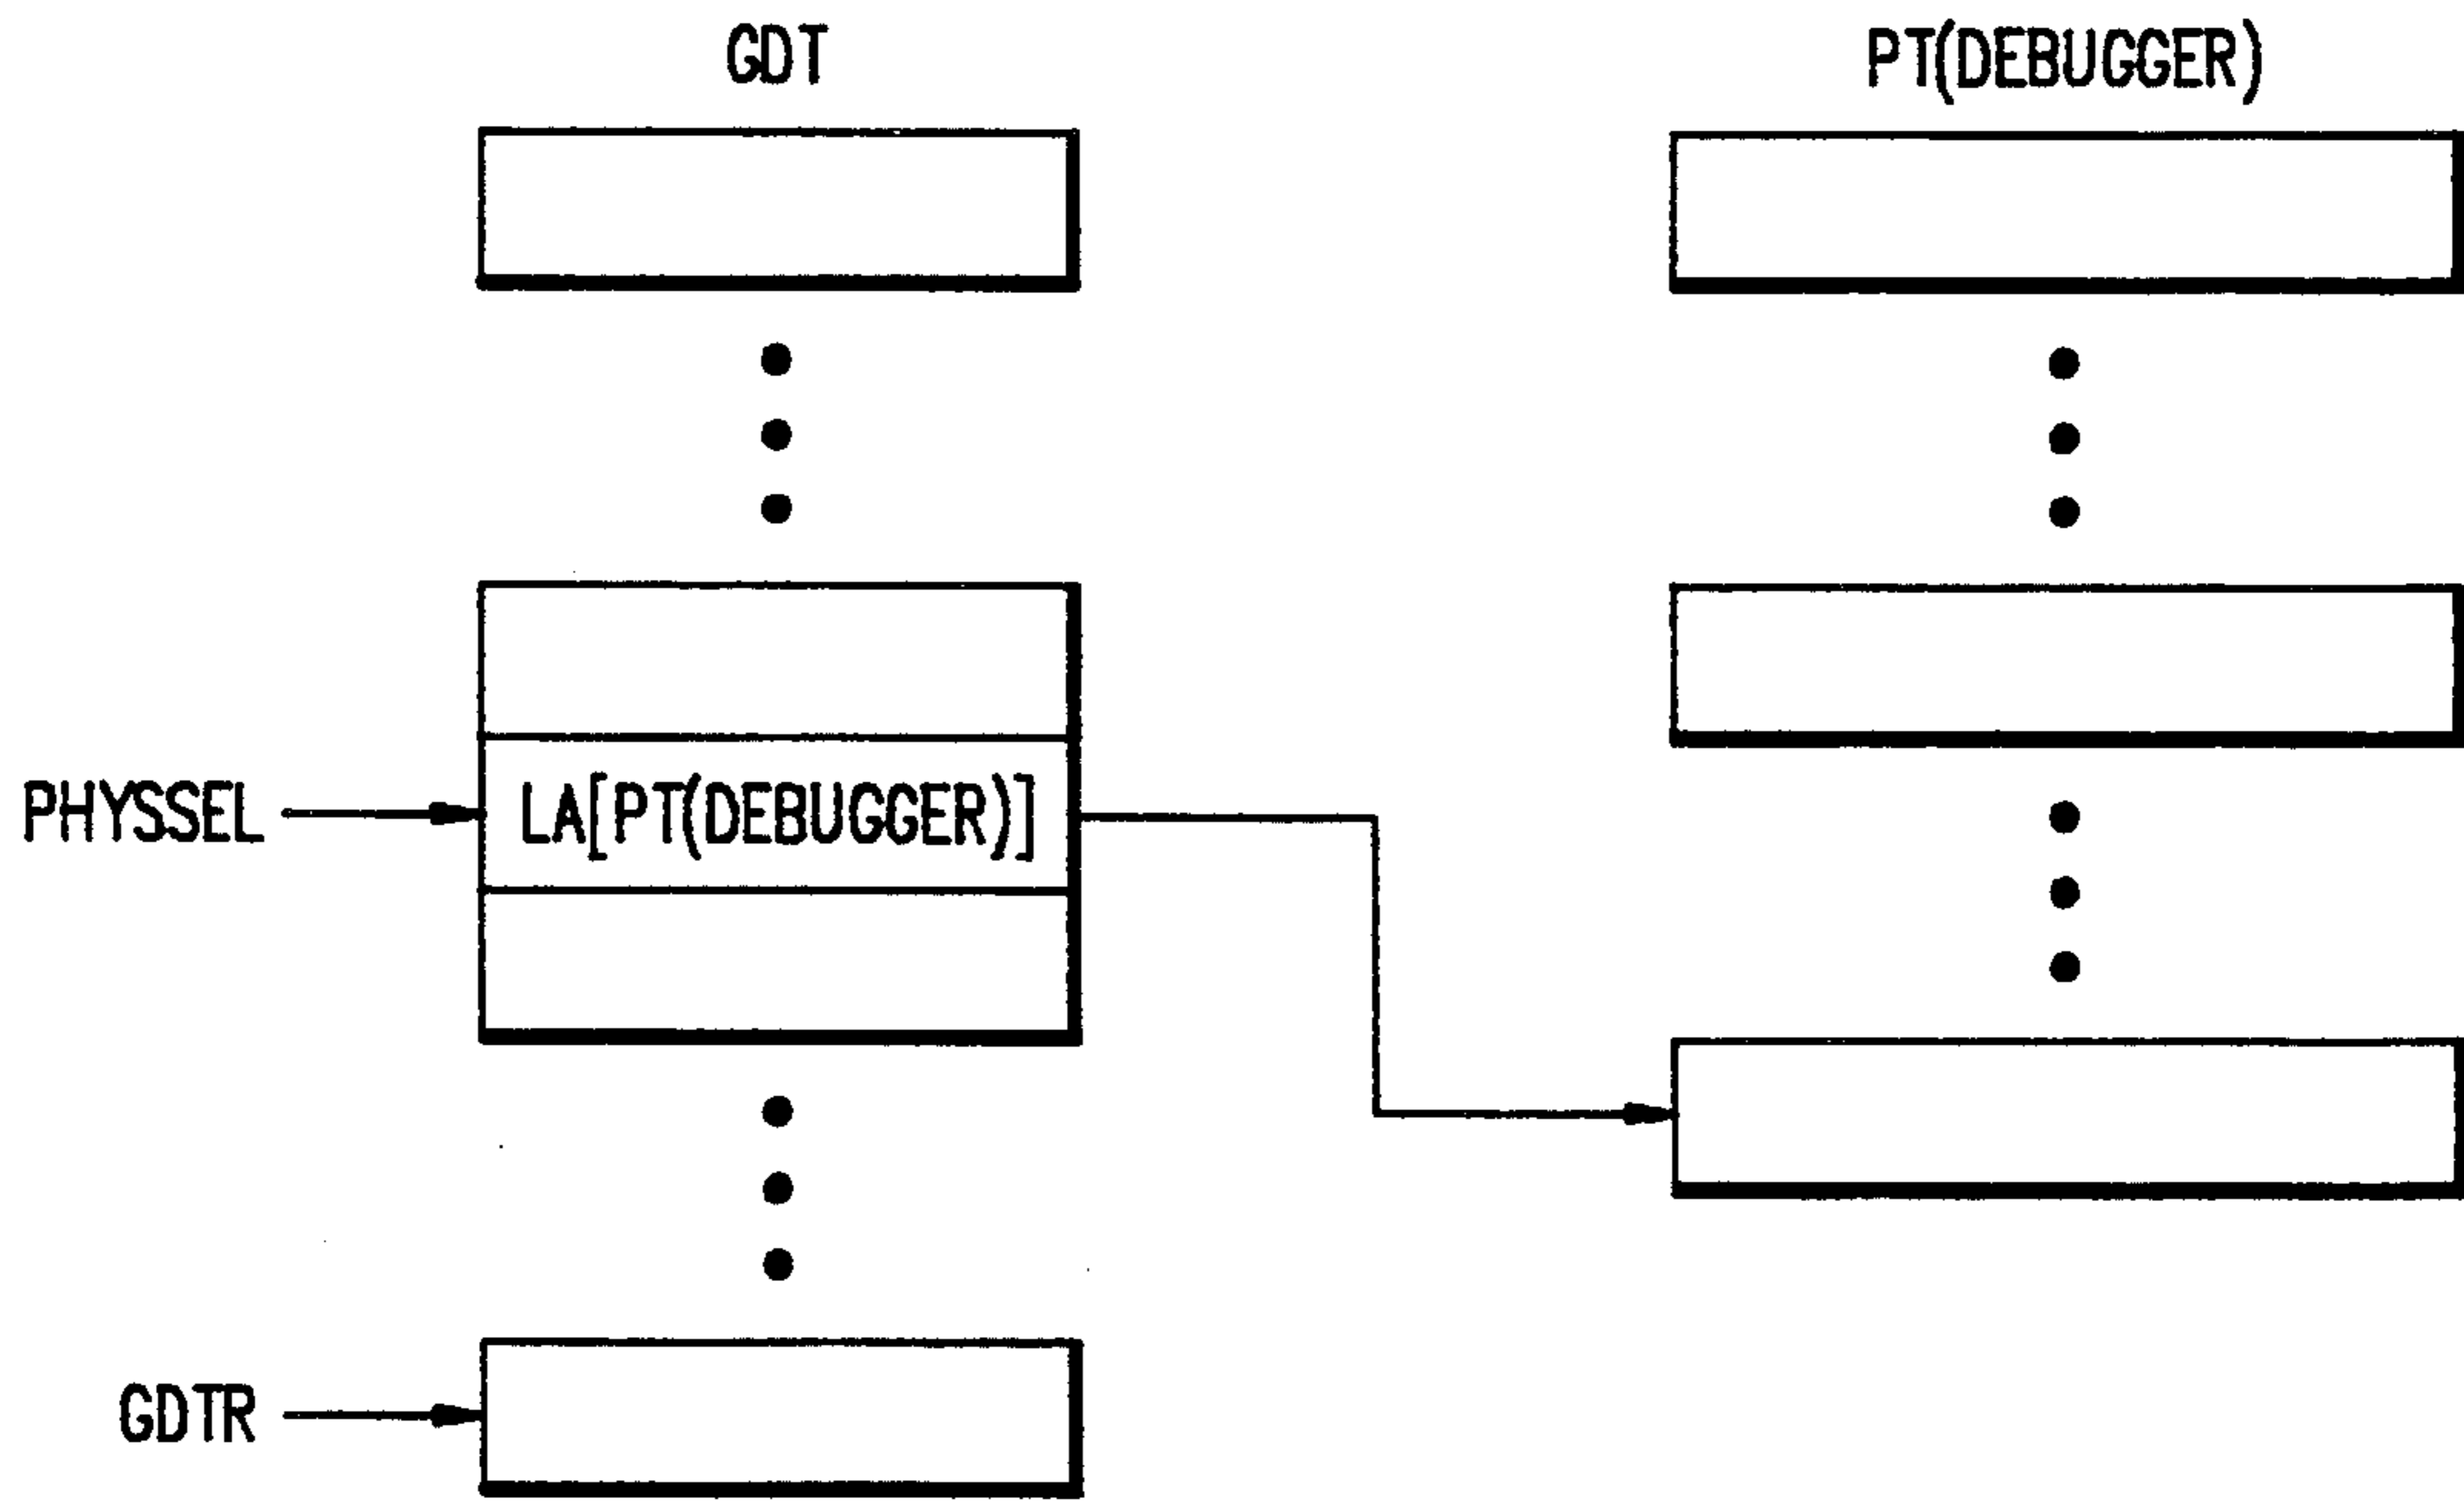 GDT
PT(DEBUGGER)
PHYSSEL
LA[PT(DEBUGGER)]
GDTR